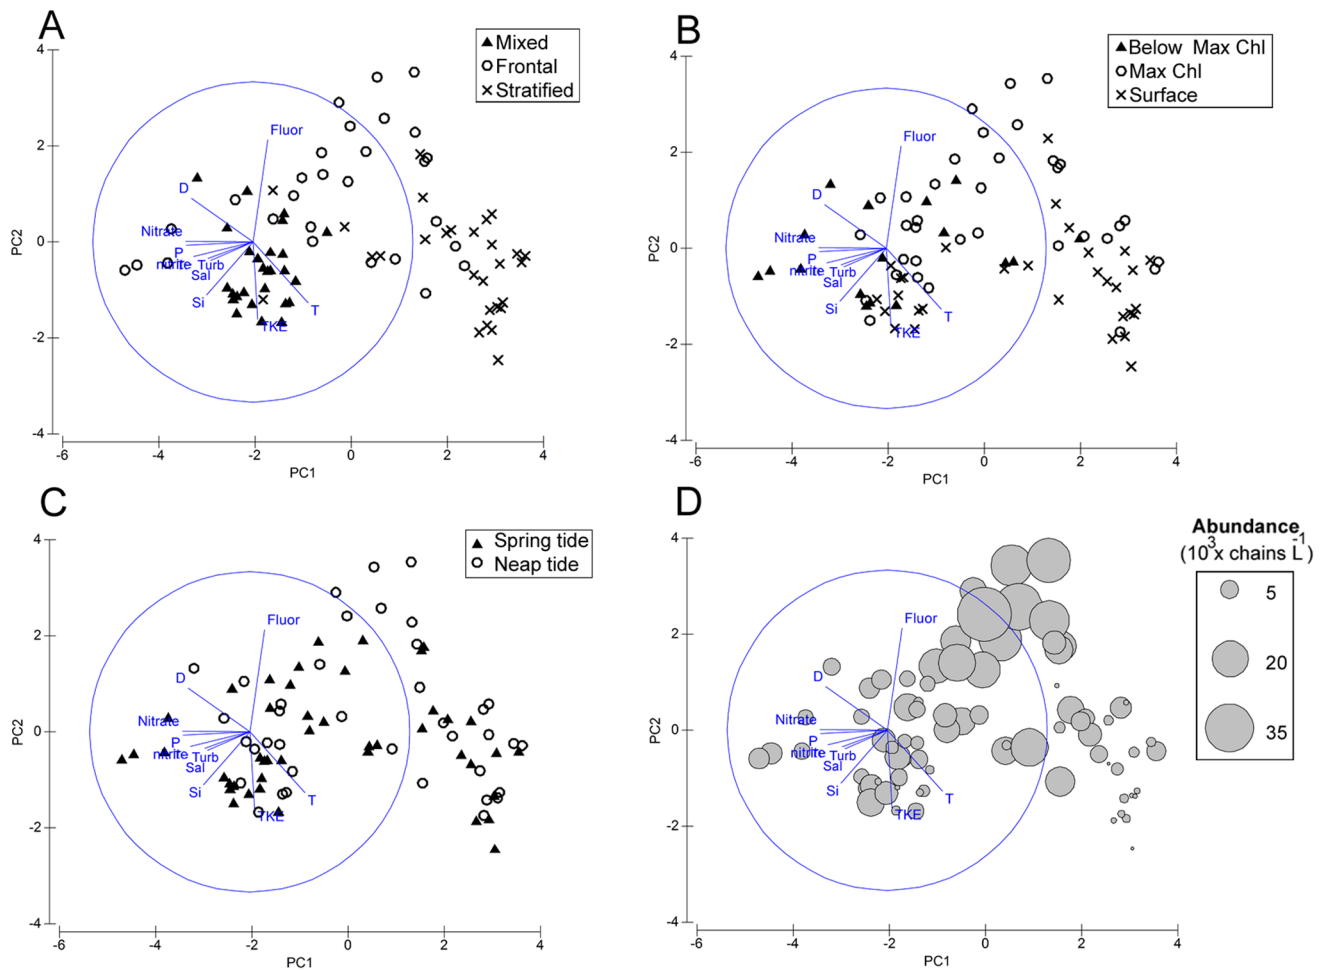 A
B
▲ Mixed
○ Frontal
× Stratified
▲ Below Max Chl
○ Max Chl
× Surface
4
2
0
-2
-4
PC2
Fluor
D
Nitrate
P
nitrite Turb
Sal
Si
T
TKE
-6 -4 -2 0 2 4
PC1
4
2
0
-2
-4
PC2
Fluor
D
Nitrate
P
nitrite Turb
Sal
Si
T
TKE
-6 -4 -2 0 2 4
PC1
C
D
▲ Spring tide
○ Neap tide
Abundance
(10³x chains L⁻¹)
5
20
35
4
2
0
-2
-4
PC2
Fluor
D
Nitrate
P
nitrite Turb
Sal
Si
T
TKE
-6 -4 -2 0 2 4
PC1
4
2
0
-2
-4
PC2
Fluor
D
Nitrate
P
nitrite Turb
Sal
Si
T
TKE
-6 -4 -2 0 2 4
PC1